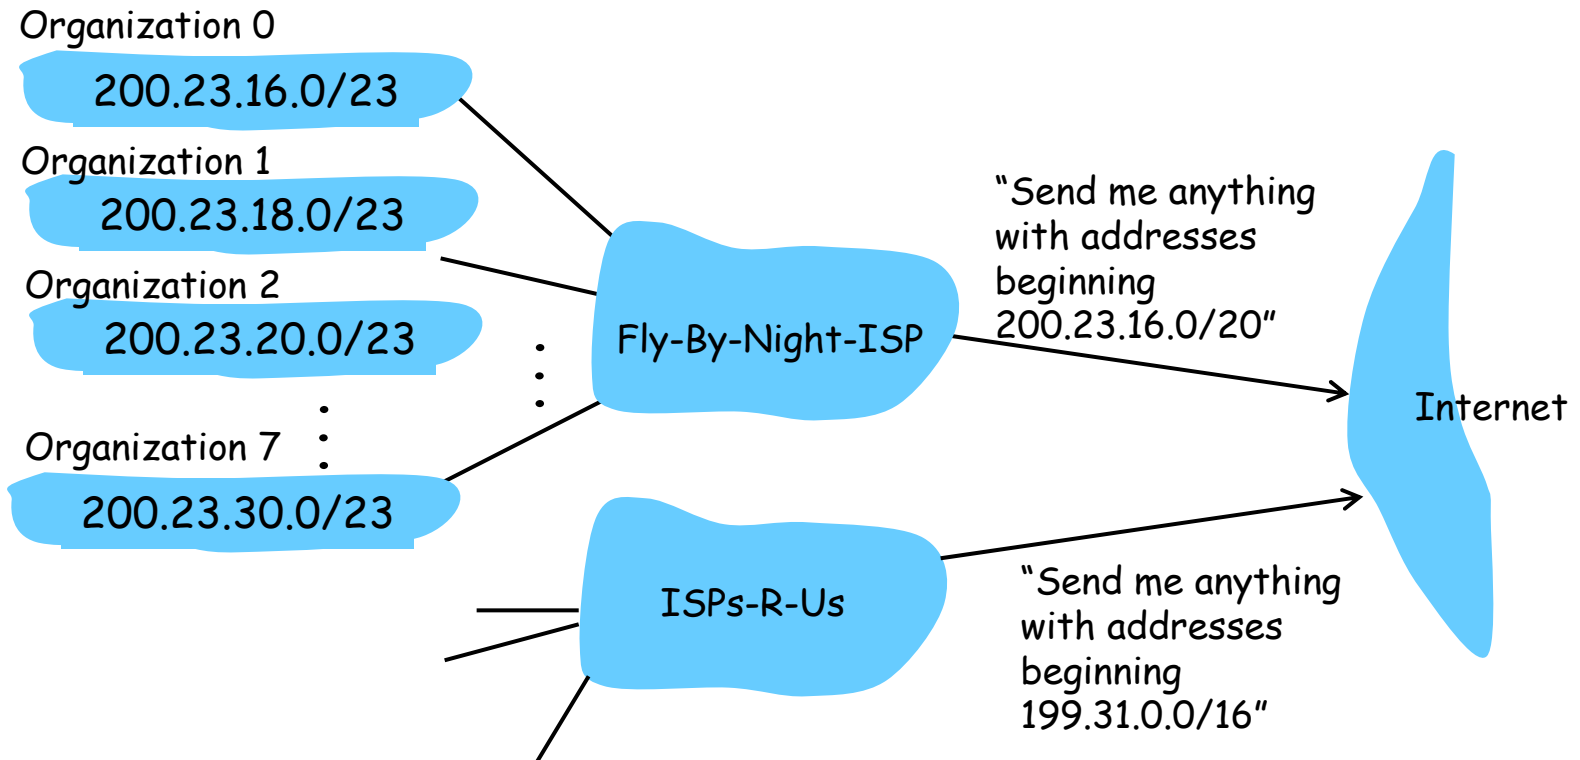 Organization 0
200.23.16.0/23
Organization 1
200.23.18.0/23
Organization 2
200.23.20.0/23
Organization 7
200.23.30.0/23
Fly-By-Night-ISP
“Send me anything
with addresses
beginning
200.23.16.0/20”
Internet
ISPs-R-Us
“Send me anything
with addresses
beginning
199.31.0.0/16”